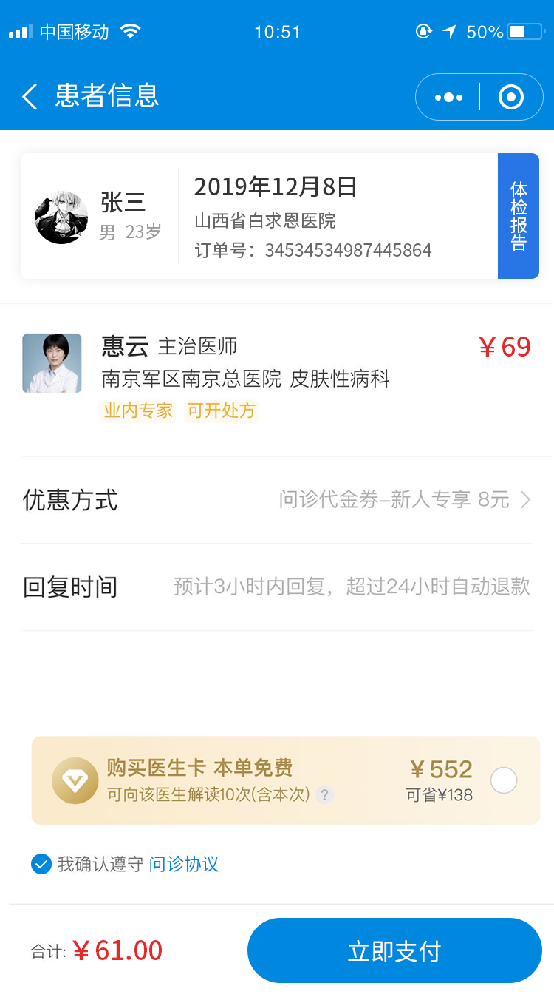 中国移动 10:51 50%
患者信息
张三
男 23岁
2019年12月8日
山西省白求恩医院
订单号：34534534987445864
体检报告
惠云 主治医师 ￥69
南京军区南京总医院 皮肤性病科
业内专家 可开处方
优惠方式 问诊代金券-新人专享 8元
回复时间 预计3小时内回复，超过24小时自动退款
购买医生卡 本单免费 ￥552
可向该医生解读10次(含本次) ? 可省¥138
我确认遵守 问诊协议
合计: ￥61.00 立即支付